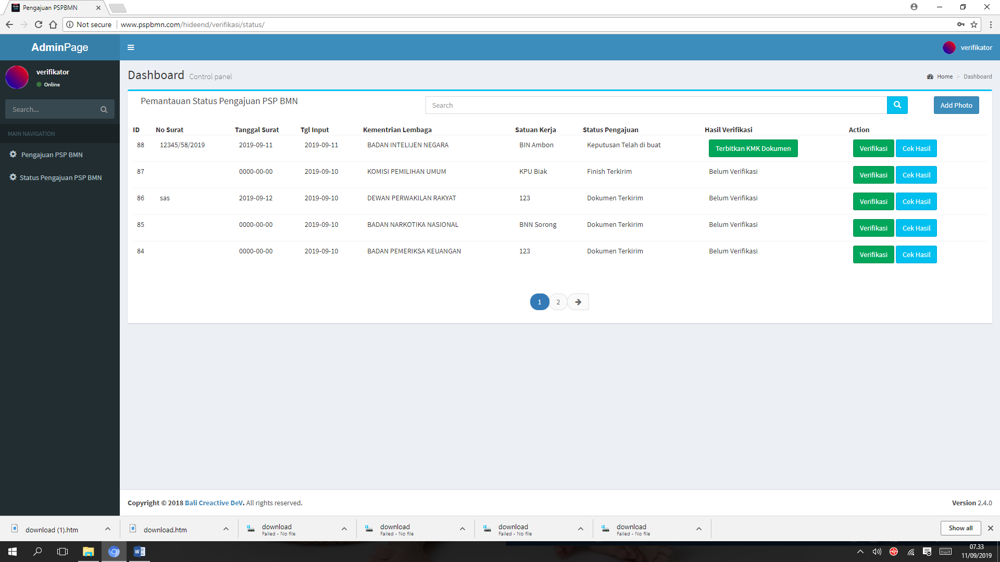 Pengajuan PSPBMN
Not secure
www.pspbmn.com/hideend/verifikasi/status/
AdminPage
verifikator
verifikator
Online
Search...
MAIN NAVIGATION
Pengajuan PSP BMN
Status Pengajuan PSP BMN
Dashboard Control panel
Home > Dashboard
Pemantauan Status Pengajuan PSP BMN
Search
Add Photo
ID No Surat Tanggal Surat Tgl Input Kementrian Lembaga Satuan Kerja Status Pengajuan Hasil Verifikasi Action
88 12345/58/2019 2019-09-11 2019-09-11 BADAN INTELIJEN NEGARA BIN Ambon Keputusan Telah di buat Terbitkan KMK Dokumen Verifikasi Cek Hasil
87 0000-00-00 2019-09-10 KOMISI PEMILIHAN UMUM KPU Biak Finish Terkirim Belum Verifikasi Verifikasi Cek Hasil
86 sas 2019-09-12 2019-09-10 DEWAN PERWAKILAN RAKYAT 123 Dokumen Terkirim Belum Verifikasi Verifikasi Cek Hasil
85 0000-00-00 2019-09-10 BADAN NARKOTIKA NASIONAL BNN Sorong Dokumen Terkirim Belum Verifikasi Verifikasi Cek Hasil
84 0000-00-00 2019-09-10 BADAN PEMERIKSA KEUANGAN 123 Dokumen Terkirim Belum Verifikasi Verifikasi Cek Hasil
1 2
Copyright © 2018 Bali Creactive DeV. All rights reserved.
Version 2.4.0
download (1).htm
download.htm
download
Failed - No file
download
Failed - No file
download
Failed - No file
download
Failed - No file
Show all
07.33
11/09/2019